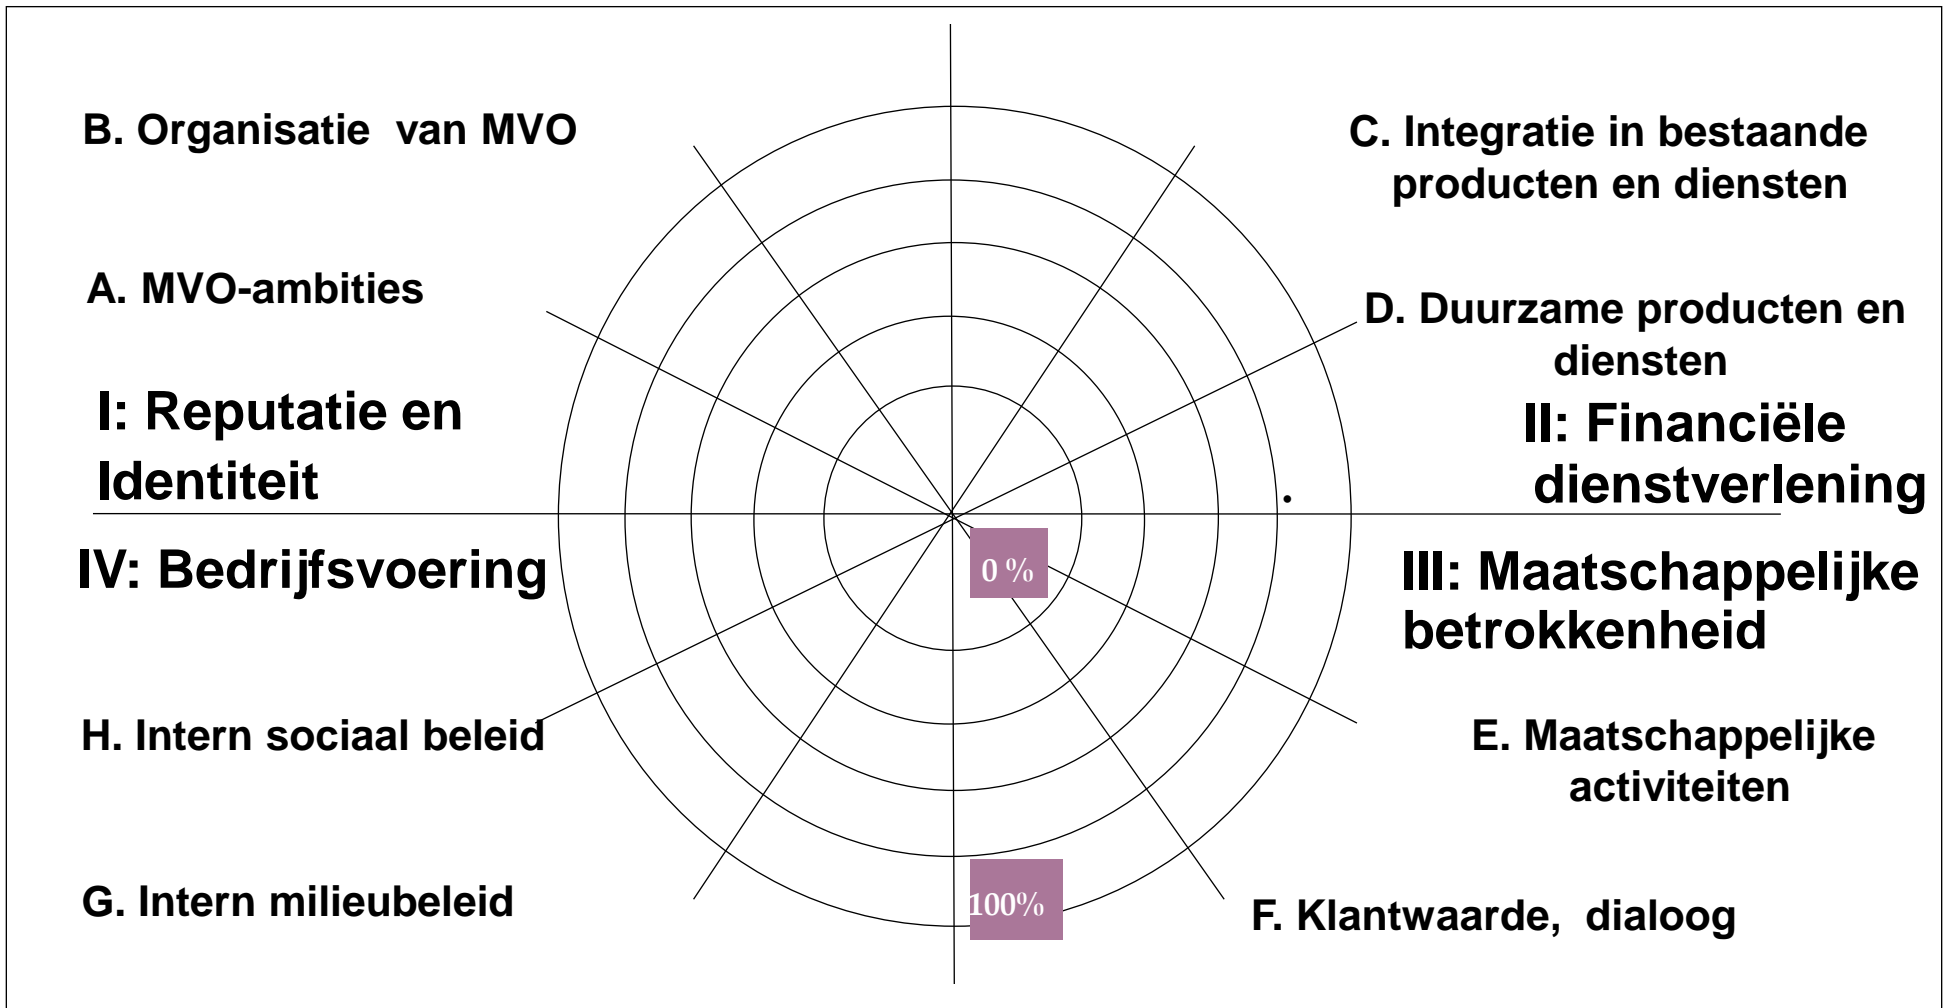 B. Organisatie van MVO
A. MVO-ambities
I: Reputatie en
Identiteit
C. Integratie in bestaande
producten en diensten
D. Duurzame producten en
diensten
II: Financiële
dienstverlening
IV: Bedrijfsvoering
H. Intern sociaal beleid
G. Intern milieubeleid
0 %
100%
III: Maatschappelijke
betrokkenheid
E. Maatschappelijke
activiteiten
F. Klantwaarde, dialoog